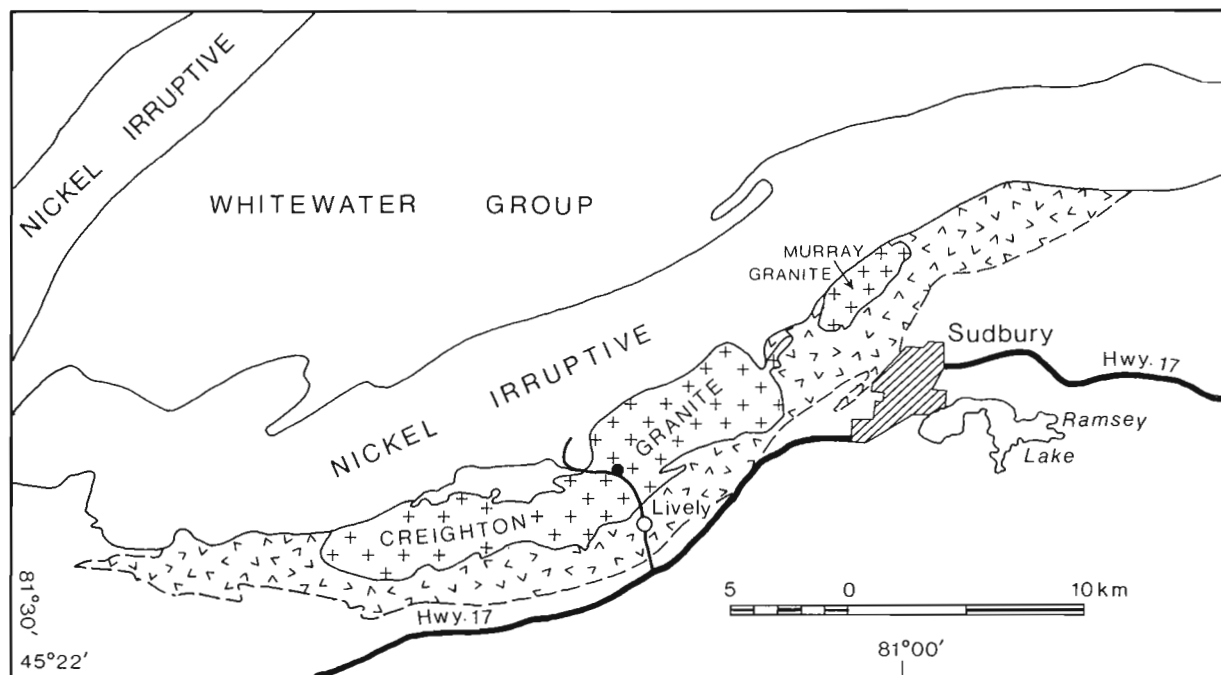 NICKEL IRRUPTIVE
WHITEWATER GROUP
MURRAY
GRANITE
Sudbury
Hwy. 17
NICKEL IRRUPTIVE
GRANITE
Ramsey
Lake
CREIGHTON
Lively
Hwy. 17
5 0 10 km
81°30′
45°22′
81°00′